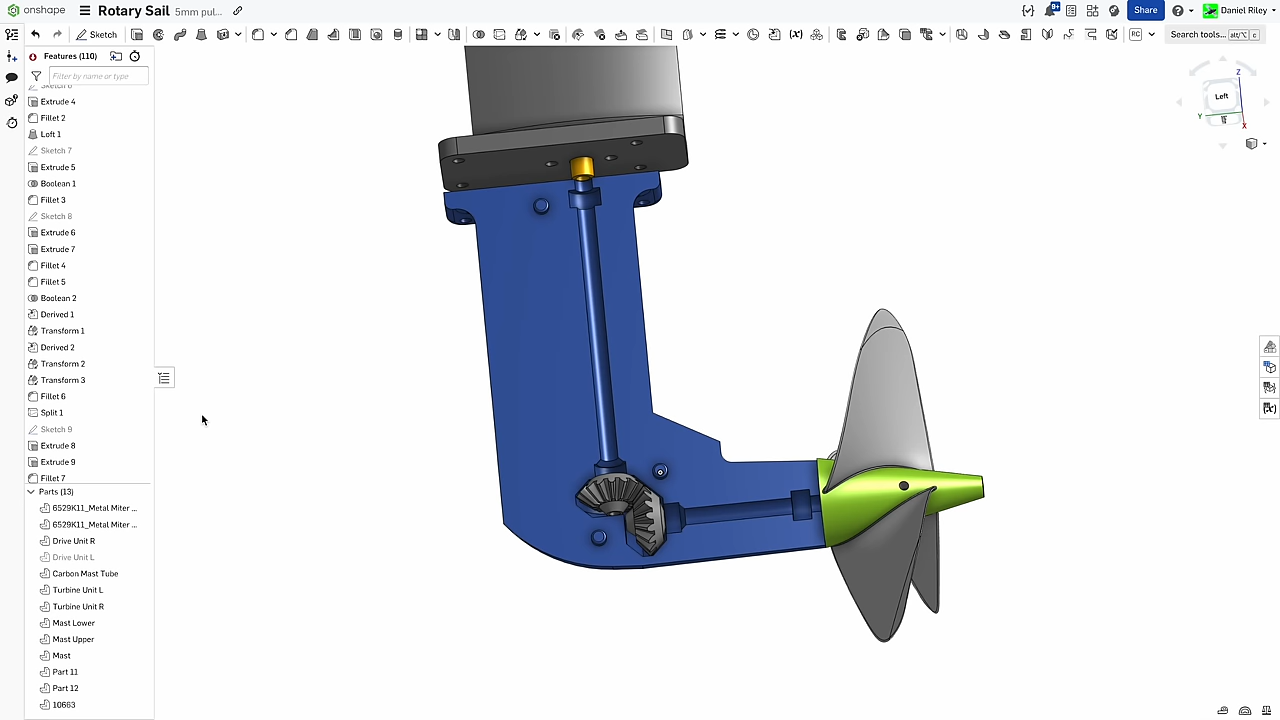 onshape Rotary Sail 5mm pul... Share Daniel Riley
Sketch Search tools... alt/⌥ c
Features (110)
Filter by name or type
Sketch 6
Extrude 4
Fillet 2
Loft 1
Sketch 7
Extrude 5
Boolean 1
Fillet 3
Sketch 8
Extrude 6
Extrude 7
Fillet 4
Fillet 5
Boolean 2
Derived 1
Transform 1
Derived 2
Transform 2
Transform 3
Fillet 6
Split 1
Sketch 9
Extrude 8
Extrude 9
Fillet 7
Parts (13)
6529K11_Metal Miter ...
6529K11_Metal Miter ...
Drive Unit R
Drive Unit L
Carbon Mast Tube
Turbine Unit L
Turbine Unit R
Mast Lower
Mast Upper
Mast
Part 11
Part 12
10663
Z
Left
Y
X